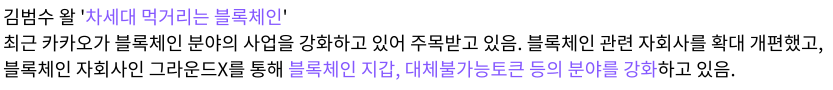 김범수 왈 '차세대 먹거리는 블록체인'
최근 카카오가 블록체인 분야의 사업을 강화하고 있어 주목받고 있음. 블록체인 관련 자회사를 확대 개편했고,
블록체인 자회사인 그라운드X를 통해 블록체인 지갑, 대체불가능토큰 등의 분야를 강화하고 있음.